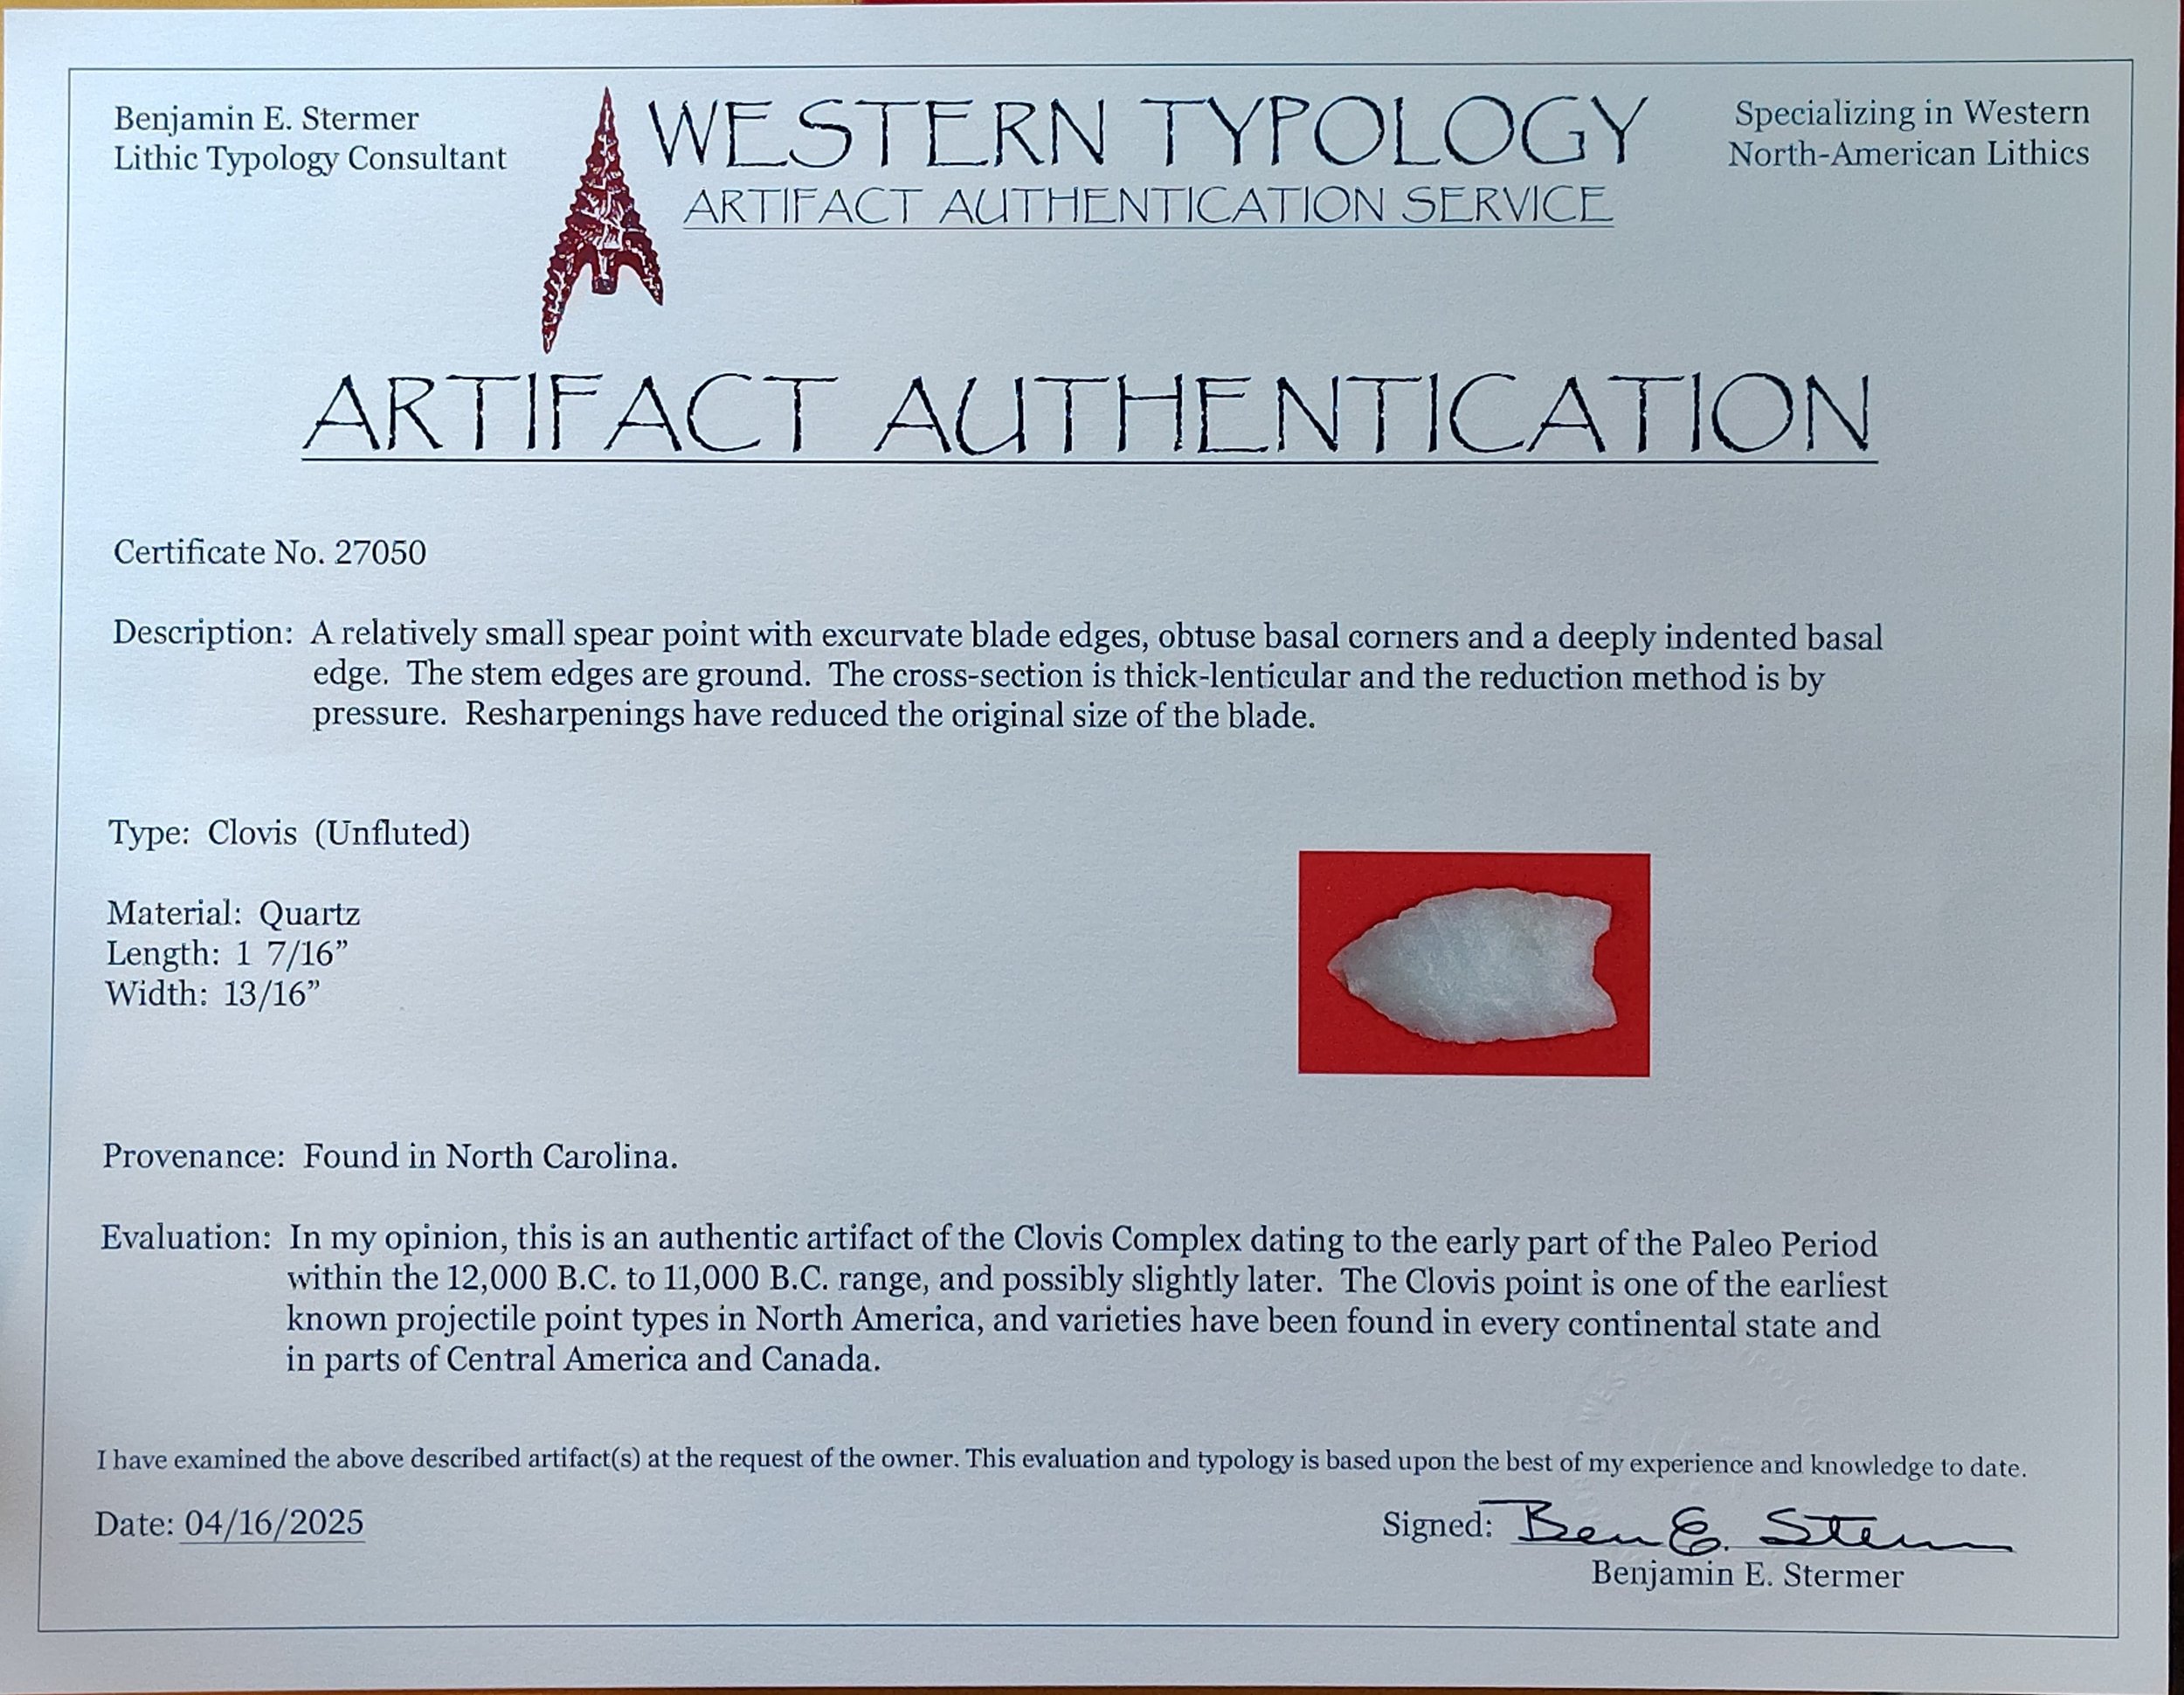 Benjamin E. Stermer
Lithic Typology Consultant
WESTERN TYPOLOGY
ARTIFACT AUTHENTICATION SERVICE
Specializing in Western
North-American Lithics
ARTIFACT AUTHENTICATION
Certificate No. 27050
Description: A relatively small spear point with excurvate blade edges, obtuse basal corners and a deeply indented basal
edge. The stem edges are ground. The cross-section is thick-lenticular and the reduction method is by
pressure. Resharpenings have reduced the original size of the blade.
Type: Clovis (Unfluted)
Material: Quartz
Length: 1 7/16”
Width: 13/16”
Provenance: Found in North Carolina.
Evaluation: In my opinion, this is an authentic artifact of the Clovis Complex dating to the early part of the Paleo Period
within the 12,000 B.C. to 11,000 B.C. range, and possibly slightly later. The Clovis point is one of the earliest
known projectile point types in North America, and varieties have been found in every continental state and
in parts of Central America and Canada.
I have examined the above described artifact(s) at the request of the owner. This evaluation and typology is based upon the best of my experience and knowledge to date.
Date: 04/16/2025
Signed: Ben E. Stermer
Benjamin E. Stermer